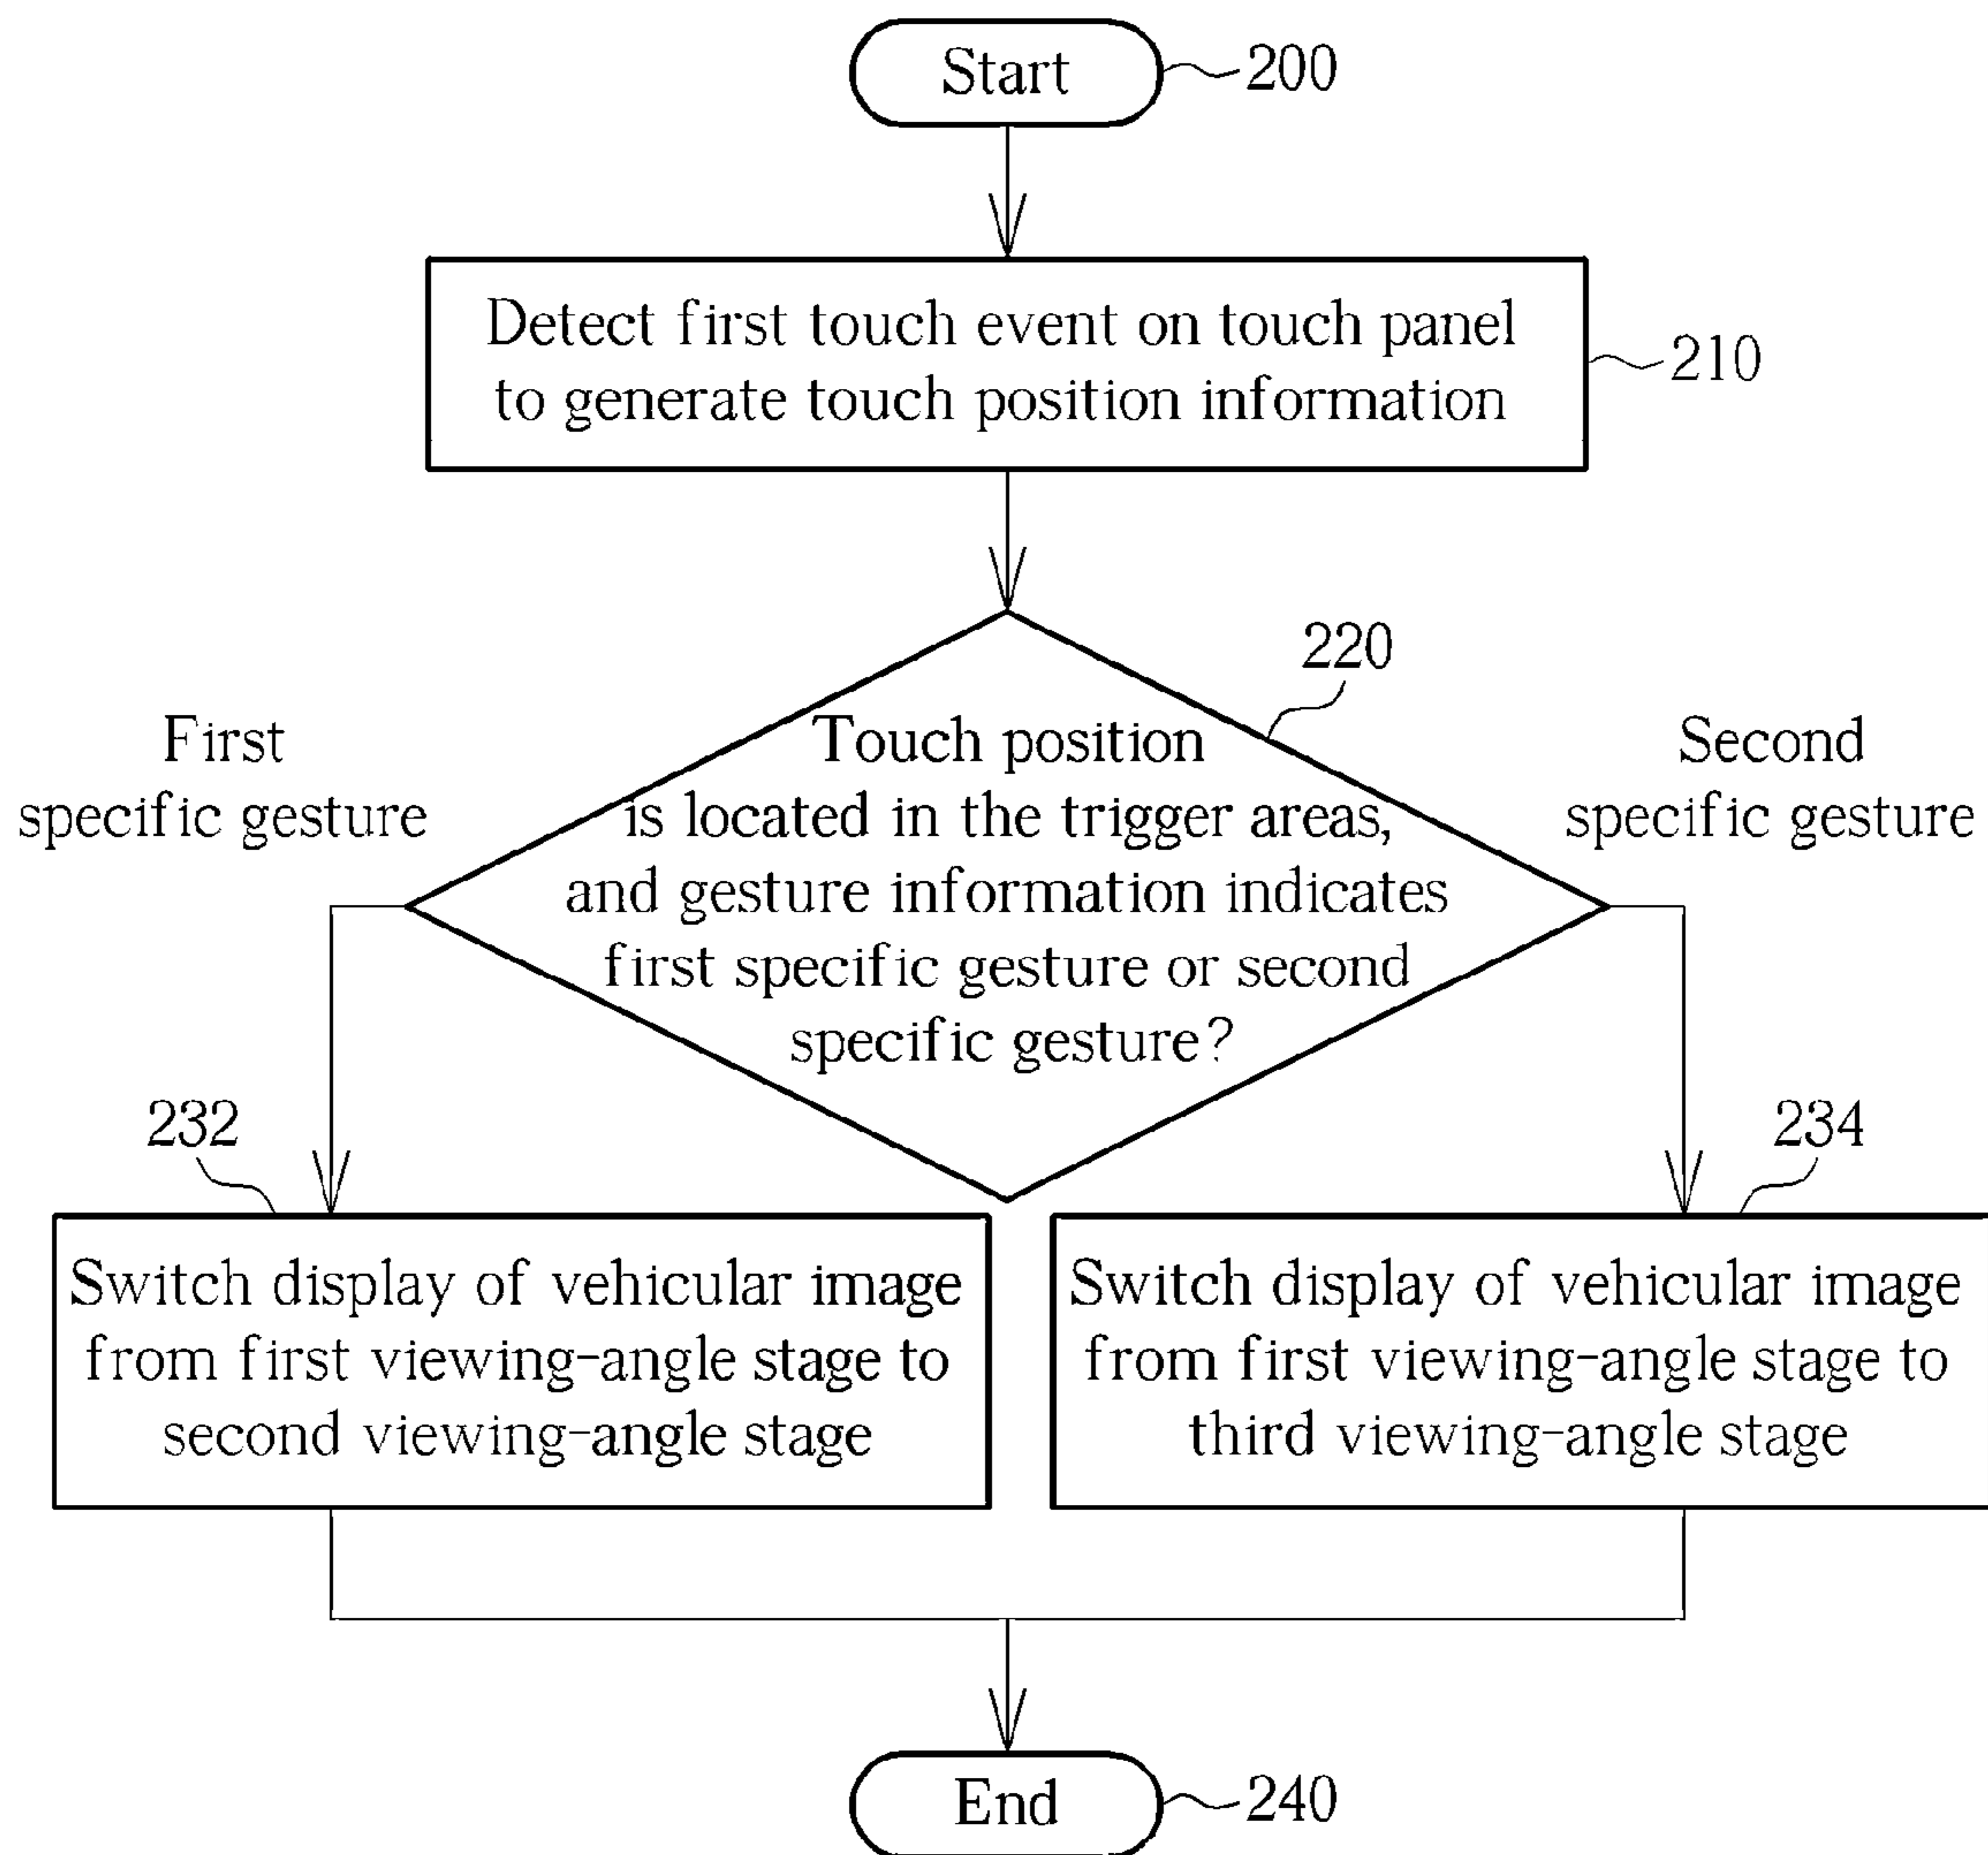 Start
200
Detect first touch event on touch panel
to generate touch position information
210
220
First
specific gesture
Touch position
is located in the trigger areas,
and gesture information indicates
first specific gesture or second
specific gesture?
Second
specific gesture
232
234
Switch display of vehicular image
from first viewing-angle stage to
second viewing-angle stage
Switch display of vehicular image
from first viewing-angle stage to
third viewing-angle stage
End
240